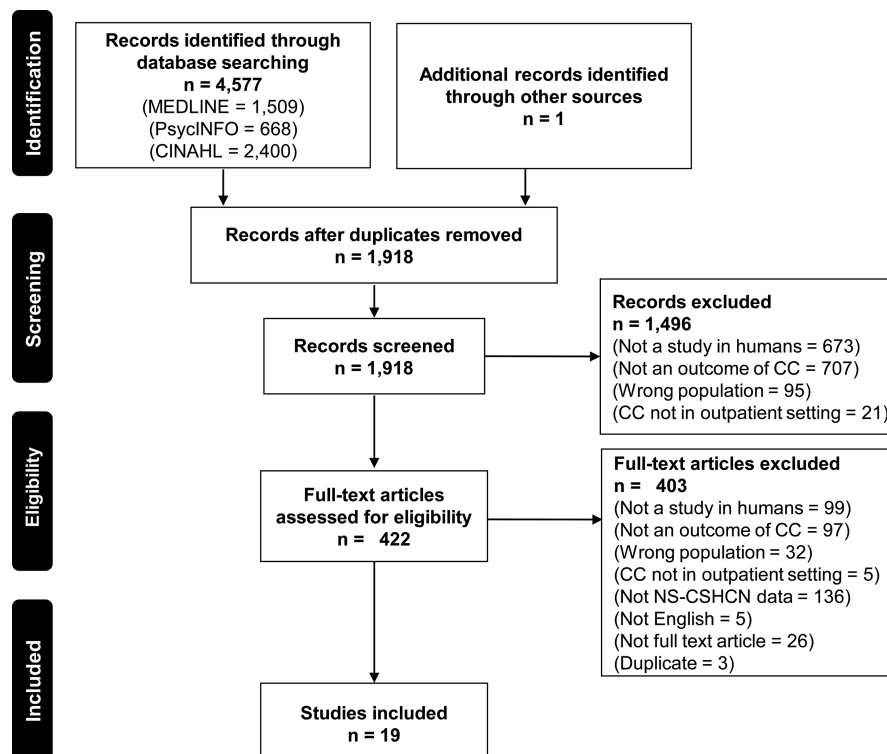 Identification
Records identified through
database searching
n = 4,577
(MEDLINE = 1,509)
(PsycINFO = 668)
(CINAHL = 2,400)
Additional records identified
through other sources
n = 1
Screening
Records after duplicates removed
n = 1,918
Records screened
n = 1,918
Records excluded
n = 1,496
(Not a study in humans = 673)
(Not an outcome of CC = 707)
(Wrong population = 95)
(CC not in outpatient setting = 21)
Eligibility
Full-text articles
assessed for eligibility
n = 422
Full-text articles excluded
n = 403
(Not a study in humans = 99)
(Not an outcome of CC = 97)
(Wrong population = 32)
(CC not in outpatient setting = 5)
(Not NS-CSHCN data = 136)
(Not English = 5)
(Not full text article = 26)
(Duplicate = 3)
Included
Studies included
n = 19